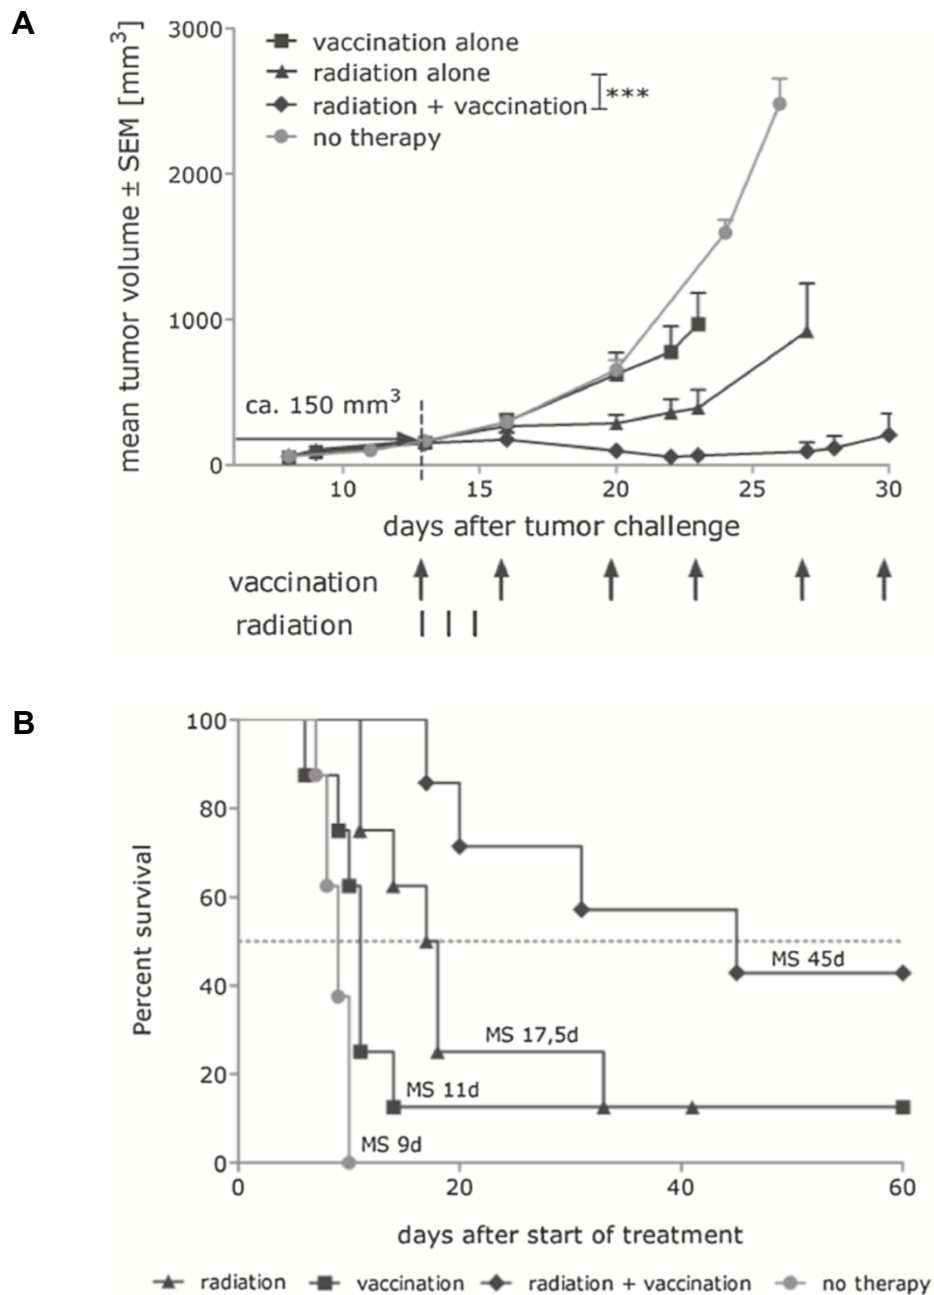 A
mean tumor volume ± SEM [mm³]
3000
2000
1000
0
vaccination alone
radiation alone
radiation + vaccination
***
no therapy
ca. 150 mm³
10 15 20 25 30
days after tumor challenge
vaccination
radiation
B
Percent survival
100
80
60
40
20
0
MS 45d
MS 17,5d
MS 11d
MS 9d
0 20 40 60
days after start of treatment
radiation vaccination radiation + vaccination no therapy